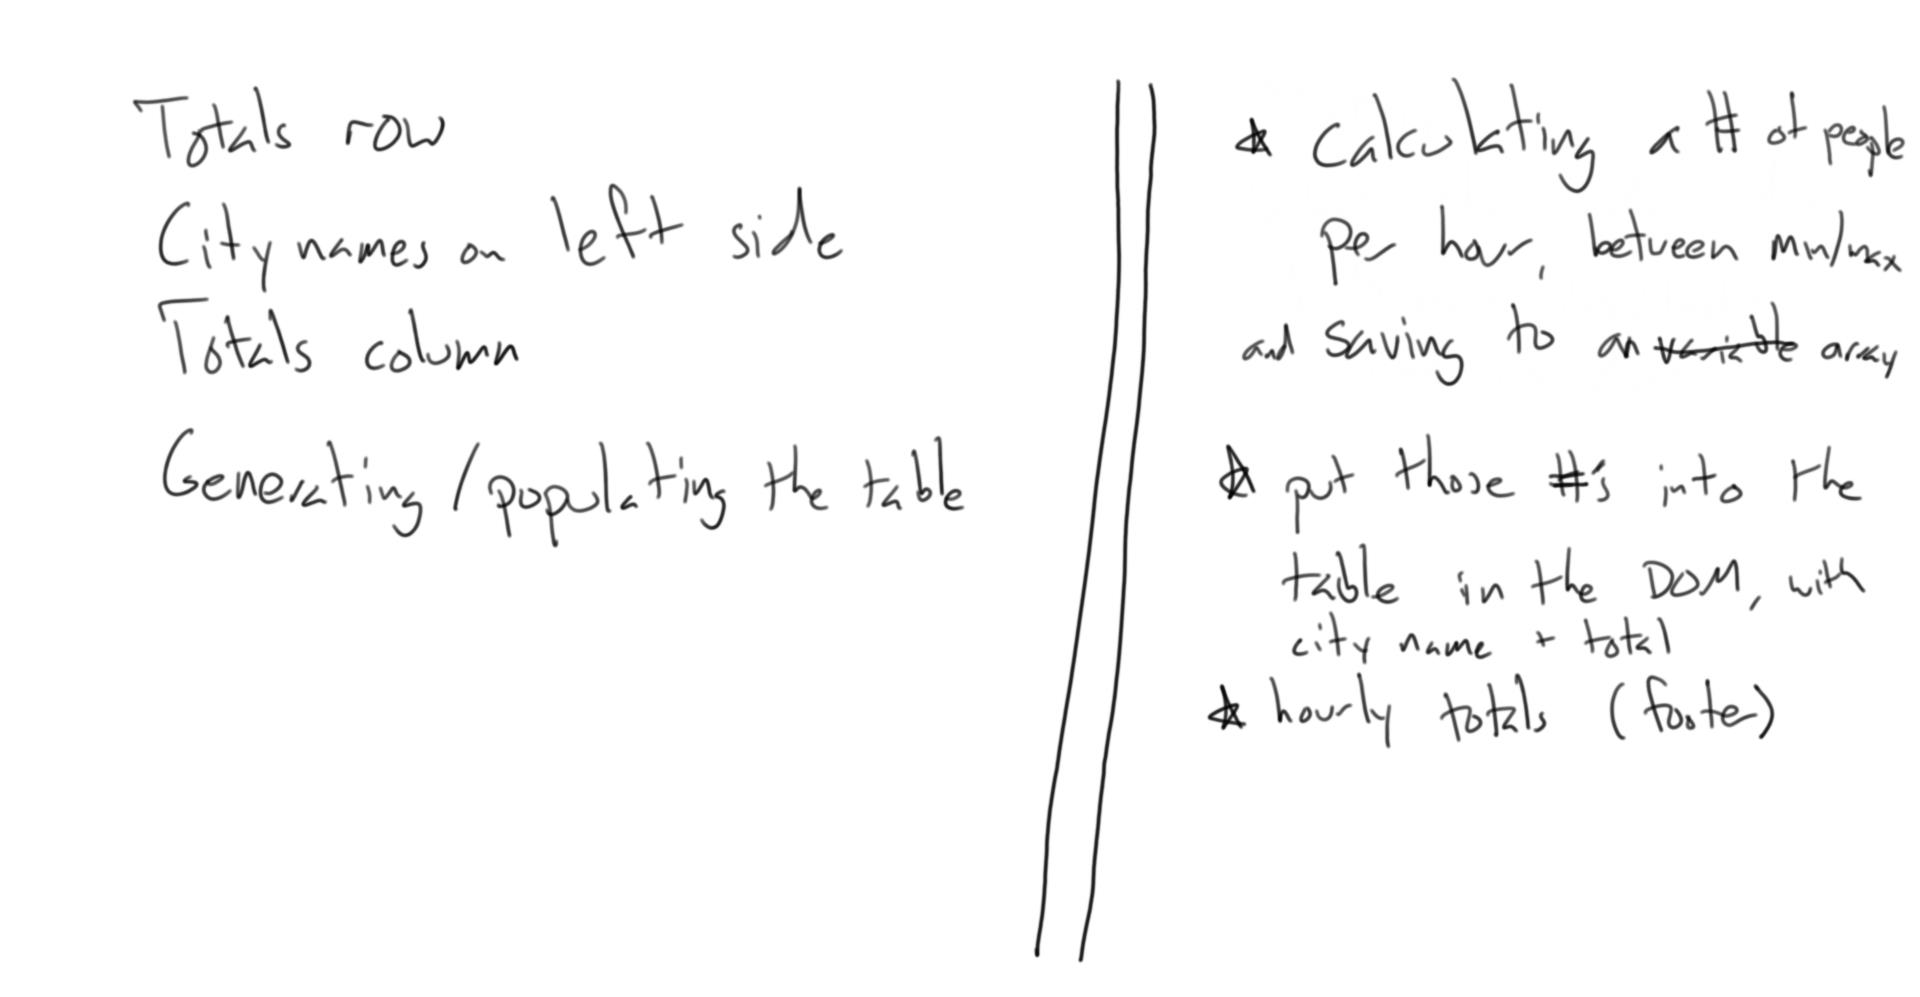 Totals row
City names on left side
Totals column
Generating/populating the table
★ Calculating a # of people
per hour, between min/max
and saving to an variable array
★ put those #'s into the
table in the DOM, with
city name + total
★ hourly totals (footer)